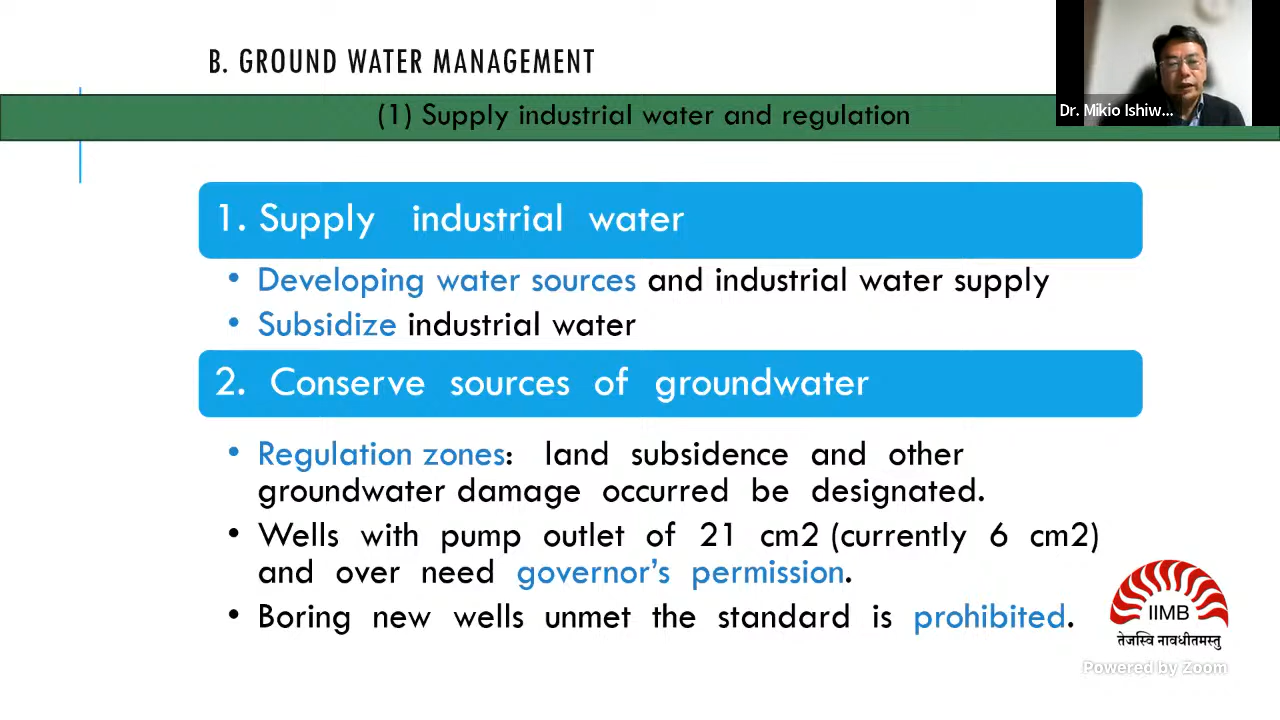 B. GROUND WATER MANAGEMENT
(1) Supply industrial water and regulation
Dr. Mikio Ishiw...
1. Supply industrial water
• Developing water sources and industrial water supply
• Subsidize industrial water
2. Conserve sources of groundwater
• Regulation zones: land subsidence and other
groundwater damage occurred be designated.
• Wells with pump outlet of 21 cm2 (currently 6 cm2)
and over need governor's permission.
• Boring new wells unmet the standard is prohibited.
IIMB
तेजस्वि नावधीतमस्तु
Powered by Zoom